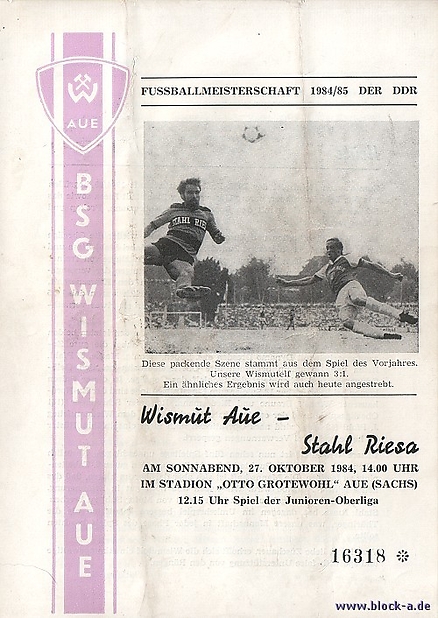 W
AUE
BSG WISMUT AUE
FUSSBALLMEISTERSCHAFT 1984/85 DER DDR
STAHL RIE
Diese packende Szene stammt aus dem Spiel des Vorjahres.
Unsere Wismutelf gewann 3:1.
Ein ähnliches Ergebnis wird auch heute angestrebt.
Wismut Aue –
Stahl Riesa
AM SONNABEND, 27. OKTOBER 1984, 14.00 UHR
IM STADION „OTTO GROTEWOHL“ AUE (SACHS)
12.15 Uhr Spiel der Junioren-Oberliga
16318 ※
www.block-a.de